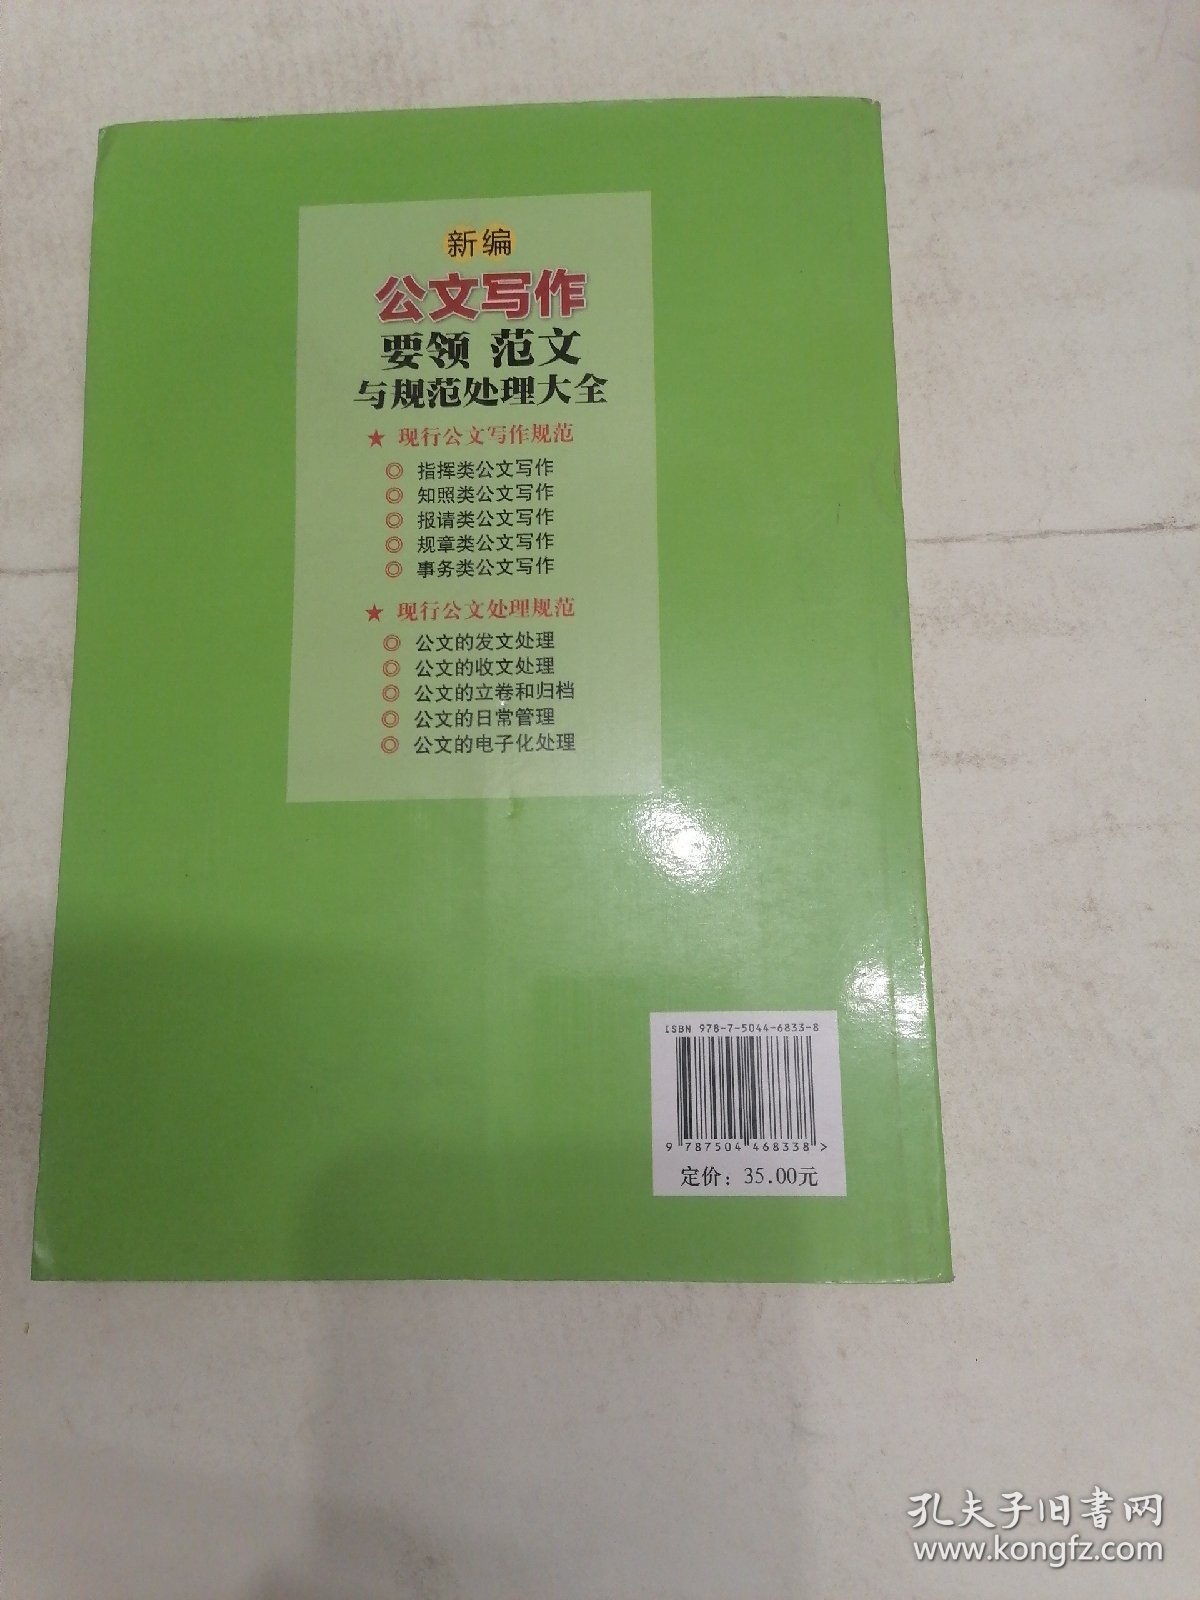 新编
公文写作
要领 范文
与规范处理大全
★ 现行公文写作规范
◎ 指挥类公文写作
◎ 知照类公文写作
◎ 报请类公文写作
◎ 规章类公文写作
◎ 事务类公文写作
★ 现行公文处理规范
◎ 公文的发文处理
◎ 公文的收文处理
◎ 公文的立卷和归档
◎ 公文的日常管理
◎ 公文的电子化处理
ISBN 978-7-5044-6833-8
9 787504 468338 >
定价：35.00元
孔夫子旧书网
www.kongfz.com